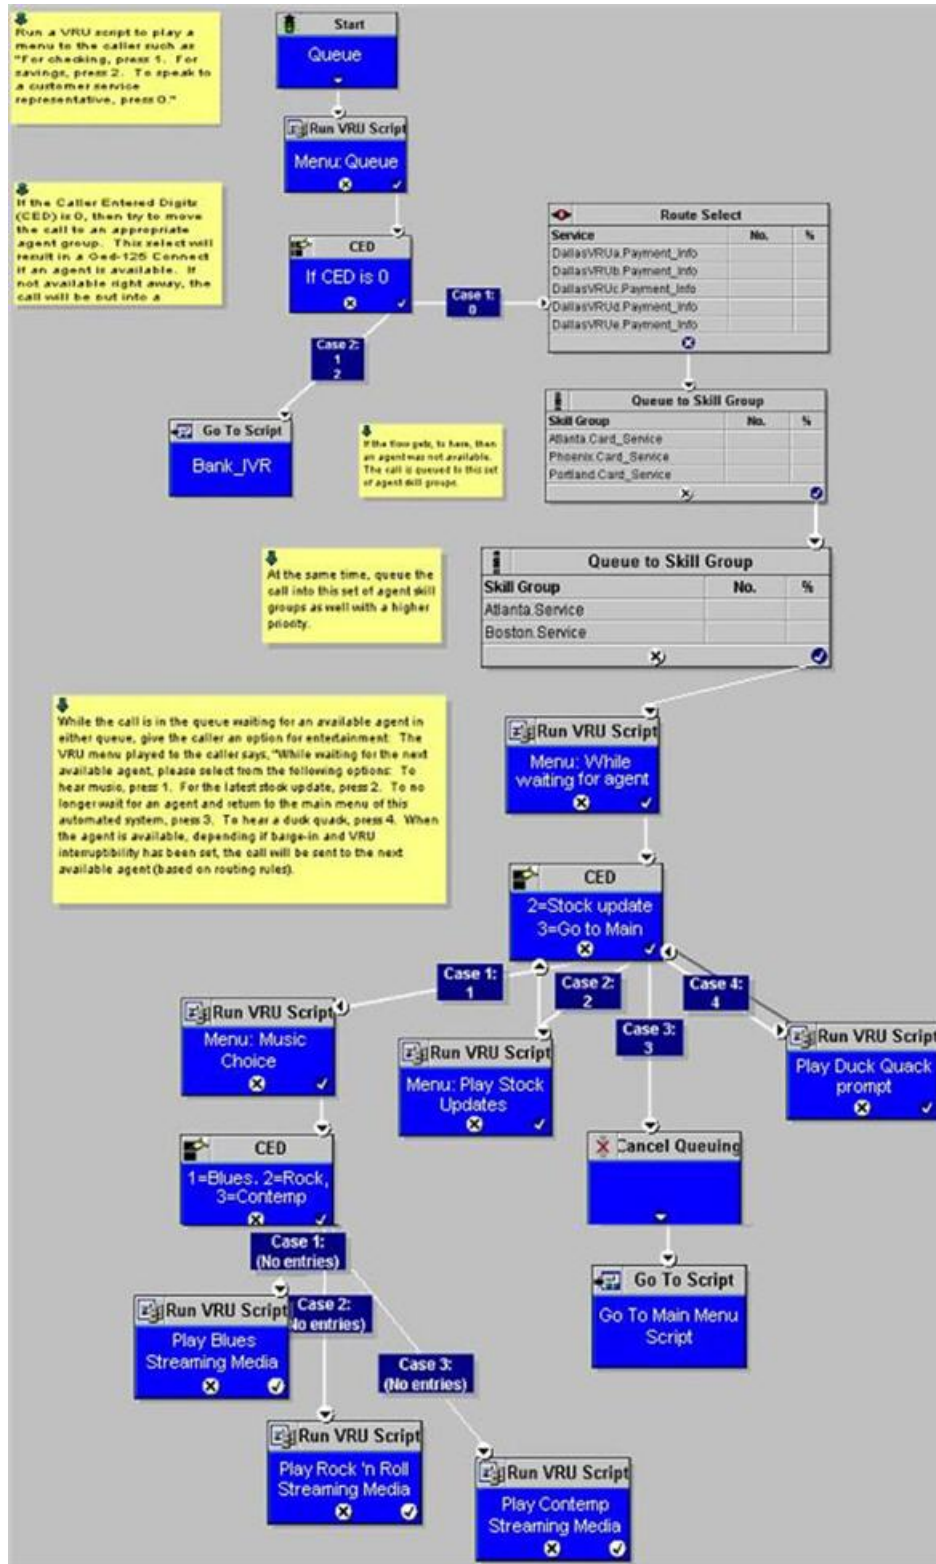 Run a VRU script to play a
menu to the caller such as
"For checking, press 1. For
savings, press 2. To speak to
a customer service
representative, press 0."
Start
Queue
Run VRU Script
Menu: Queue
If the Caller Entered Digits
(CED) is 0, then try to move
the call to an appropriate
agent group. This select will
result in a Ged-125 Connect
if an agent is available. If
not available right away, the
call will be put into a
CED
If CED is 0
Case 1:
0
Case 2:
1
2
Route Select
Service No. %
DallasVRUa.Payment_Info
DallasVRUb.Payment_Info
DallasVRUc.Payment_Info
DallasVRUd.Payment_Info
DallasVRUe.Payment_Info
Go To Script
Bank_IVR
If the flow gets, to here, then
an agent was not available.
The call is queued to this set
of agent skill groups.
Queue to Skill Group
Skill Group No. %
Atlanta.Card_Service
Phoenix.Card_Service
Portland.Card_Service
At the same time, queue the
call into this set of agent skill
groups as well with a higher
priority.
Queue to Skill Group
Skill Group No. %
Atlanta.Service
Boston.Service
While the call is in the queue waiting for an available agent in
either queue, give the caller an option for entertainment. The
VRU menu played to the caller says, "While waiting for the next
available agent, please select from the following options: To
hear music, press 1. For the latest stock update, press 2. To no
longer wait for an agent and return to the main menu of this
automated system, press 3. To hear a duck quack, press 4. When
the agent is available, depending if barge-in and VRU
interruptibility has been set, the call will be sent to the next
available agent (based on routing rules).
Run VRU Script
Menu: While
waiting for agent
CED
2=Stock update
3=Go to Main
Case 1:
1
Case 2:
2
Case 3:
3
Case 4:
4
Run VRU Script
Menu: Music
Choice
Run VRU Script
Menu: Play Stock
Updates
Run VRU Script
Play Duck Quack
prompt
CED
1=Blues. 2=Rock,
3=Contemp
Cancel Queuing
Case 1:
(No entries)
Case 2:
No entries)
Case 3:
(No entries)
Go To Script
Go To Main Menu
Script
Run VRU Script
Play Blues
Streaming Media
Run VRU Script
Play Rock 'n Roll
Streaming Media
Run VRU Script
Play Contemp
Streaming Media